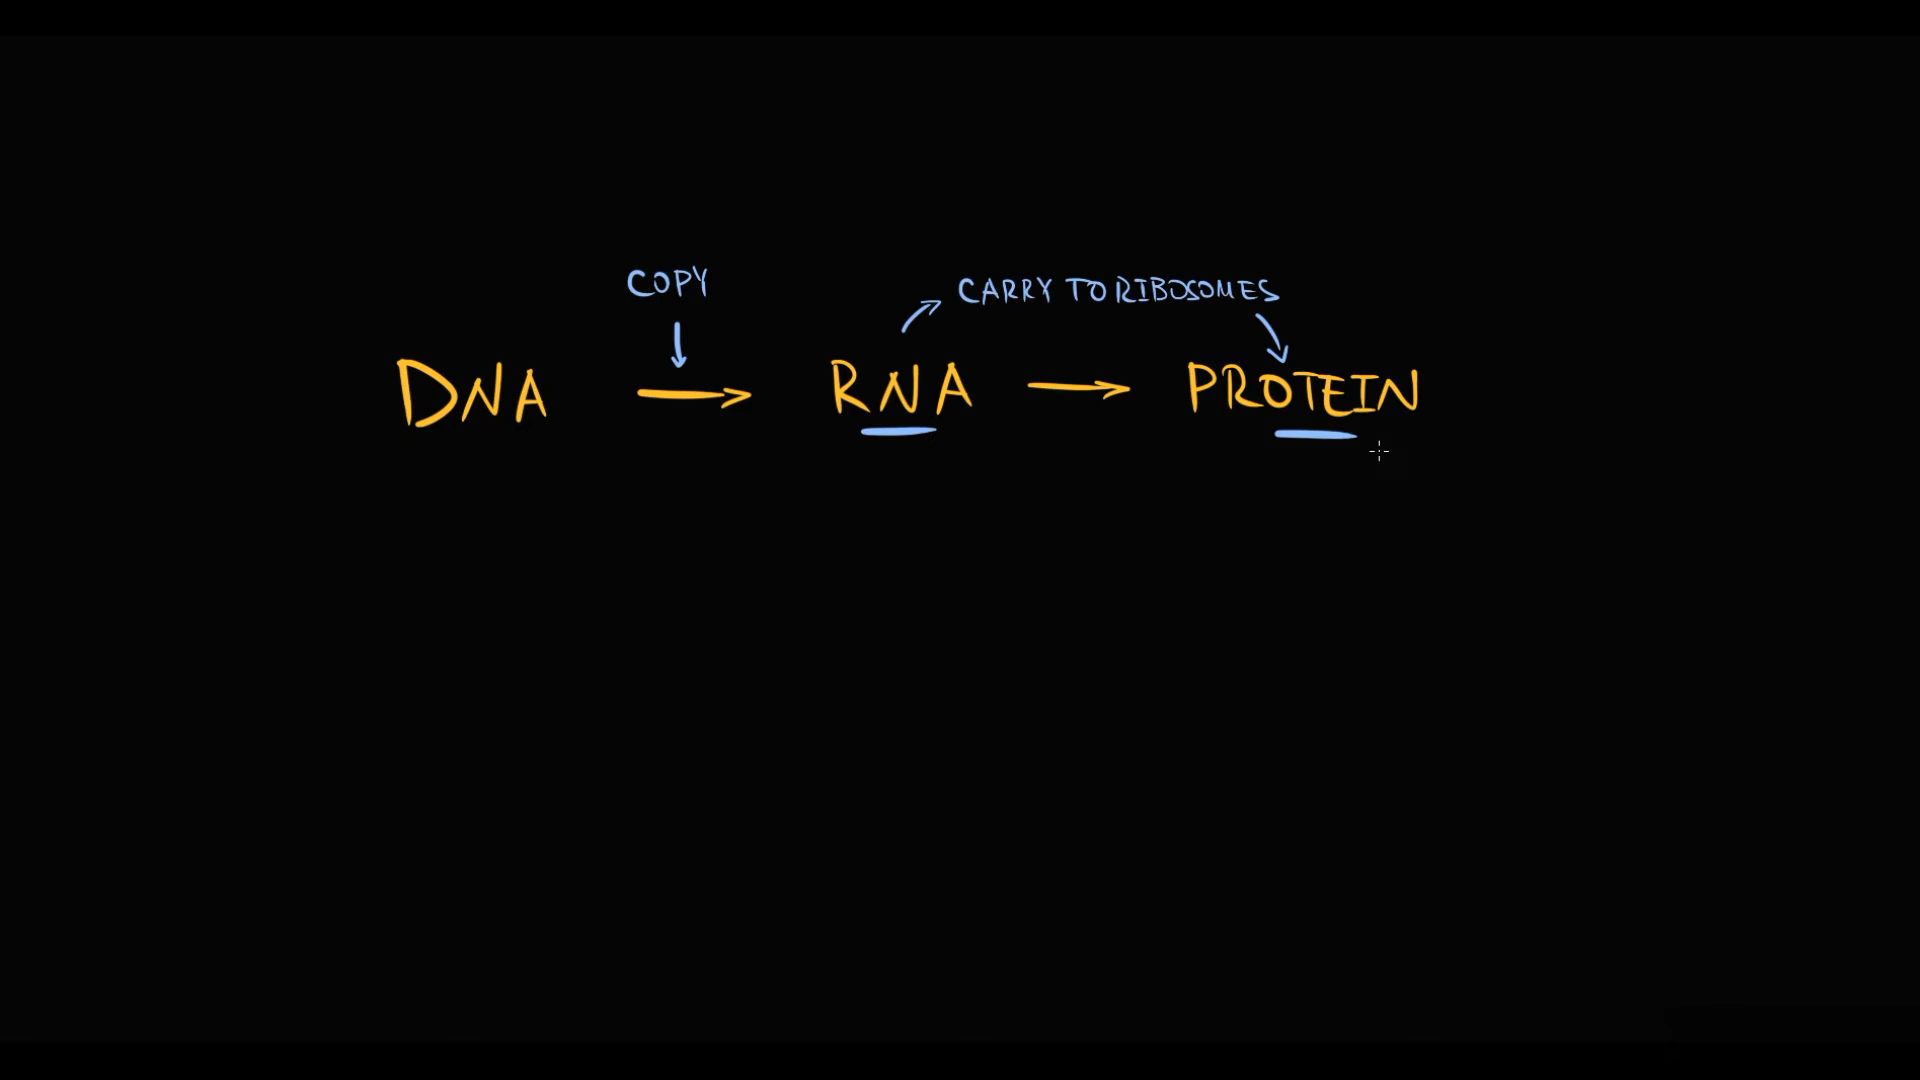 COPY
CARRY TO RIBOSOMES
DNA → RNA → PROTEIN